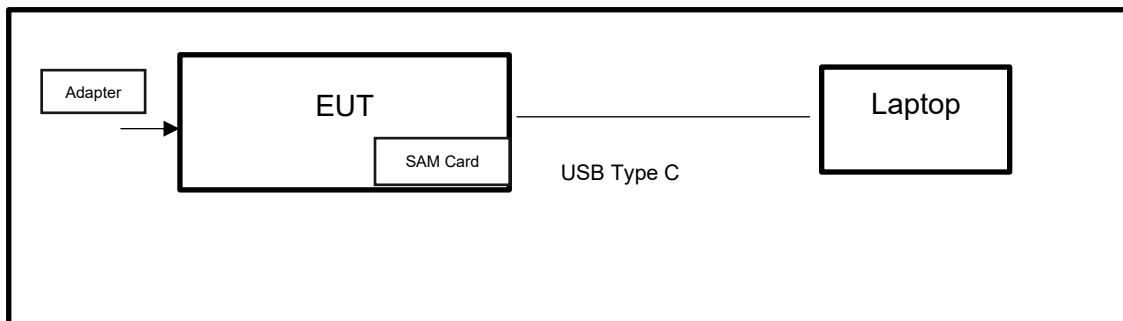 Adapter
EUT
SAM Card
USB Type C
Laptop